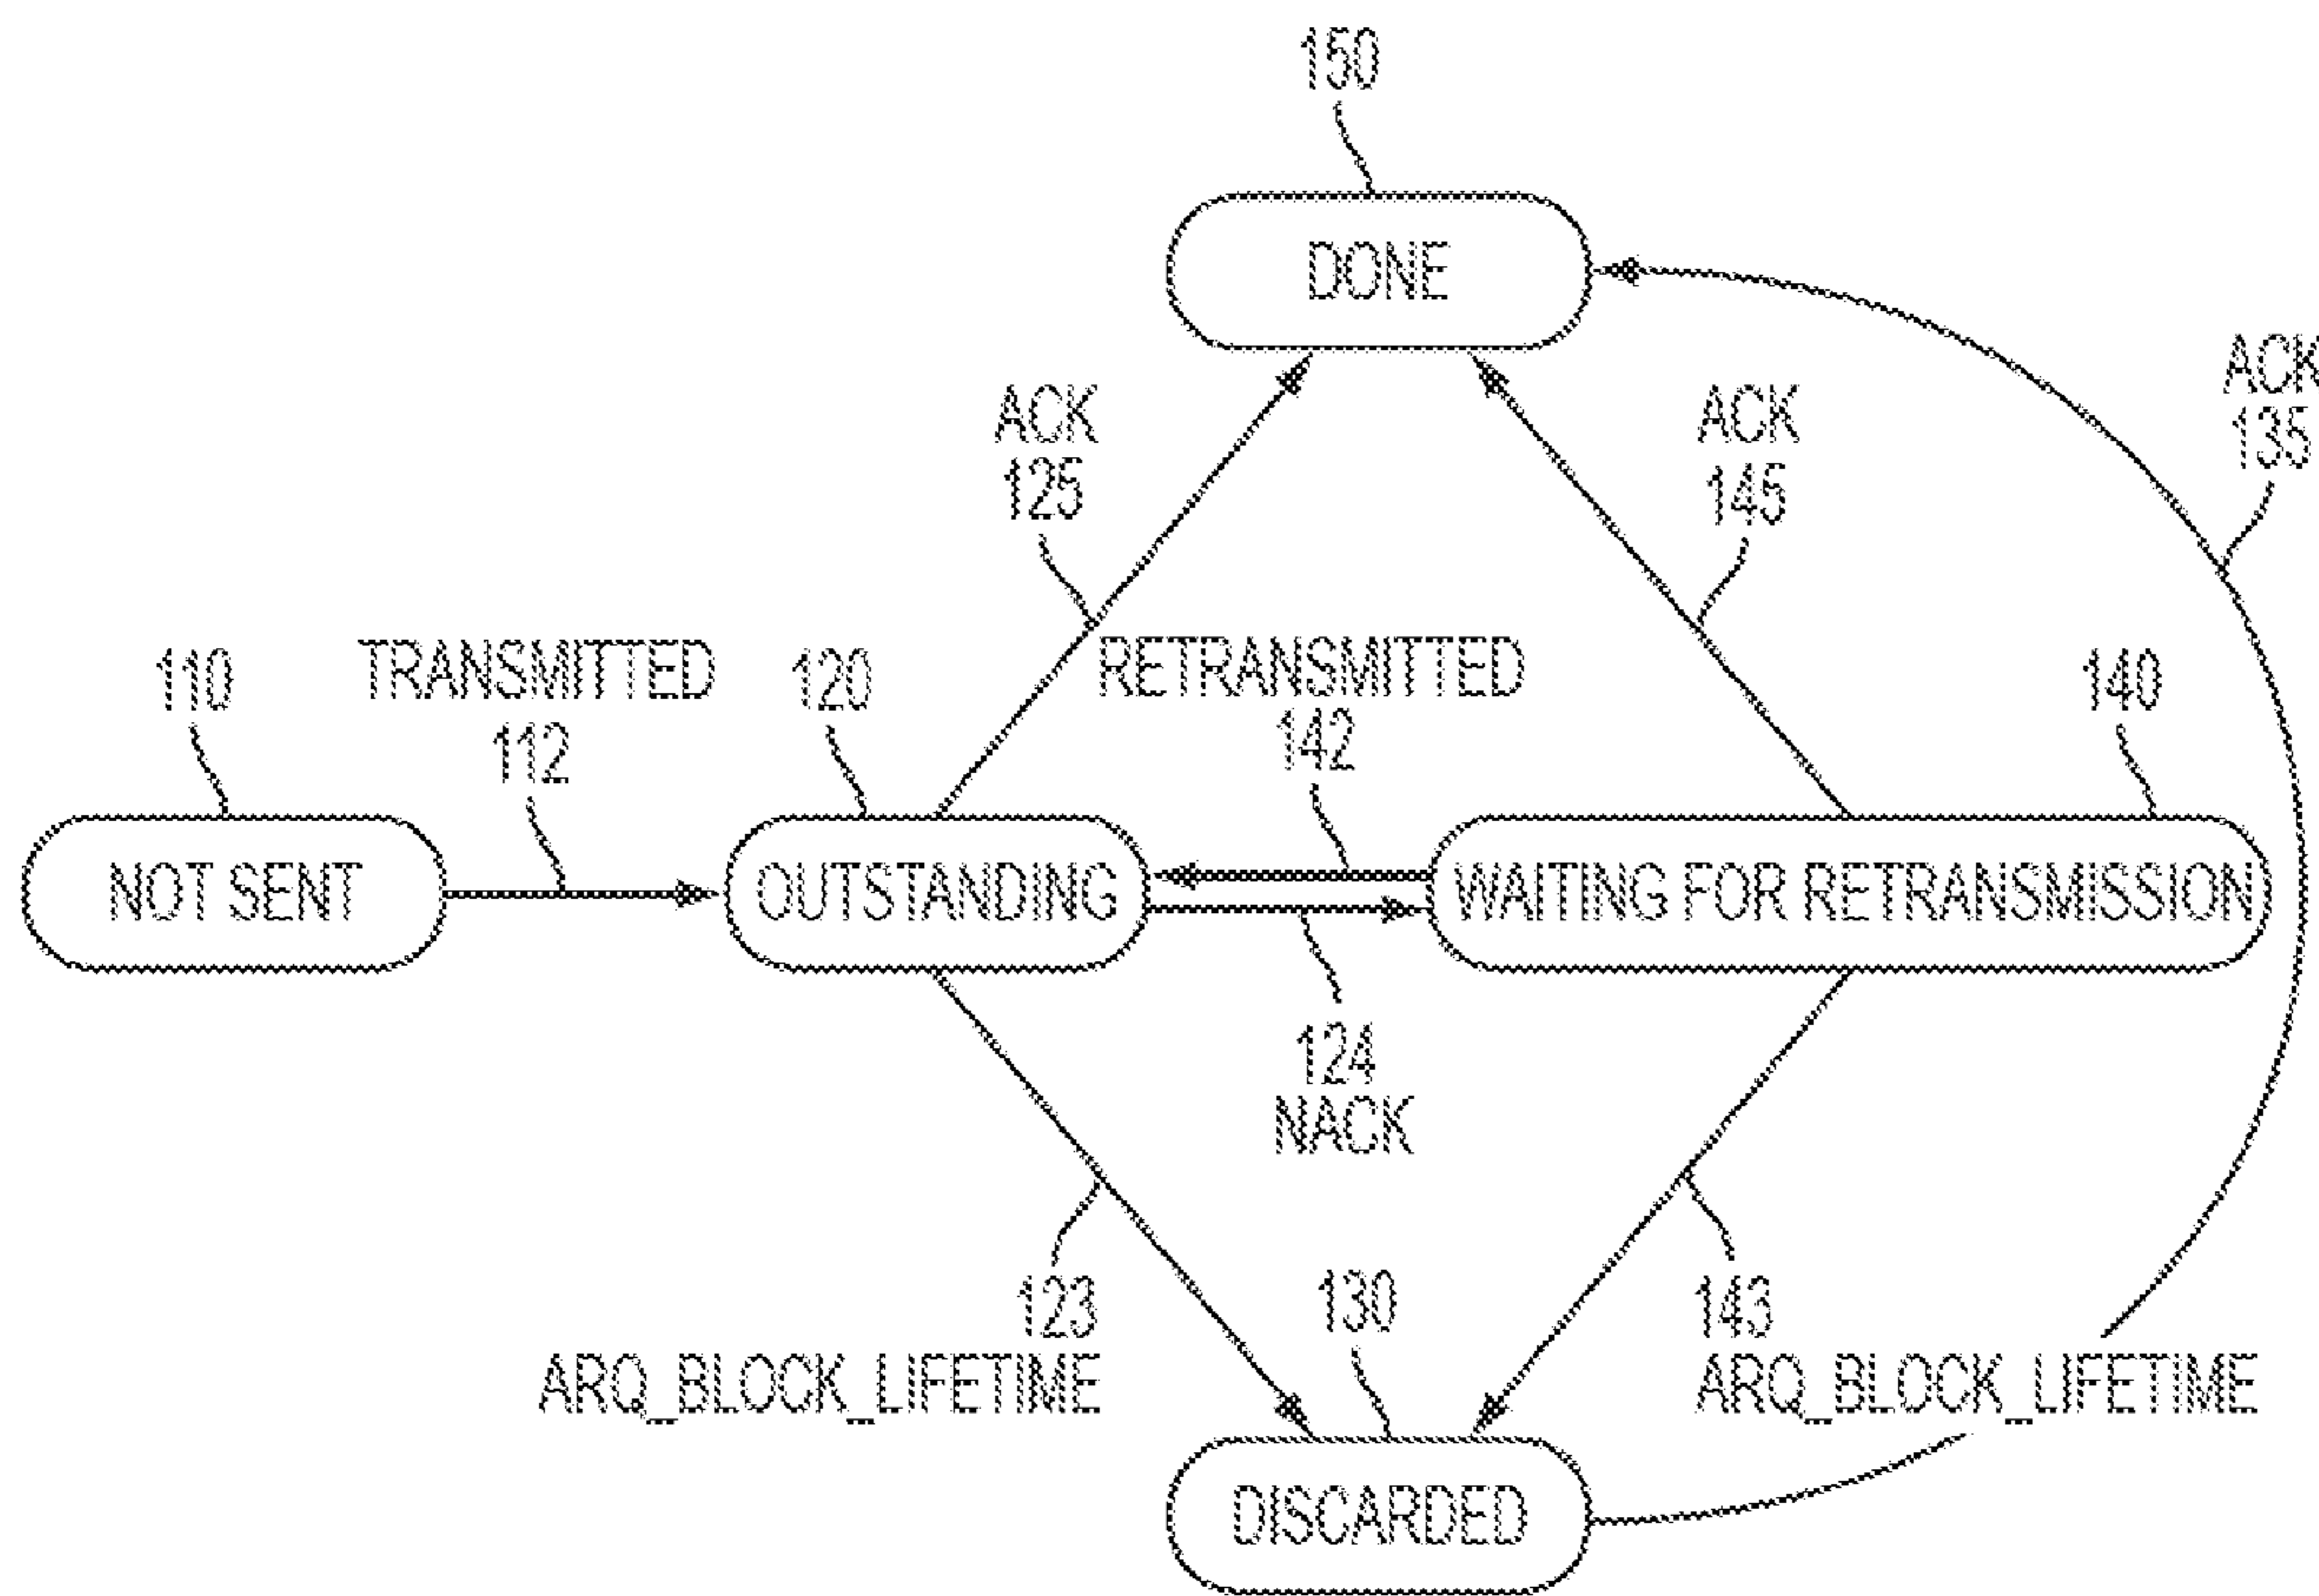 150
DONE
ACK
125
ACK
145
ACK
135
110
TRANSMITTED
112
120
RETRANSMITTED
142
140
NOT SENT
OUTSTANDING
WAITING FOR RETRANSMISSION
124
NACK
123
ARQ_BLOCK_LIFETIME
130
143
ARQ_BLOCK_LIFETIME
DISCARDED